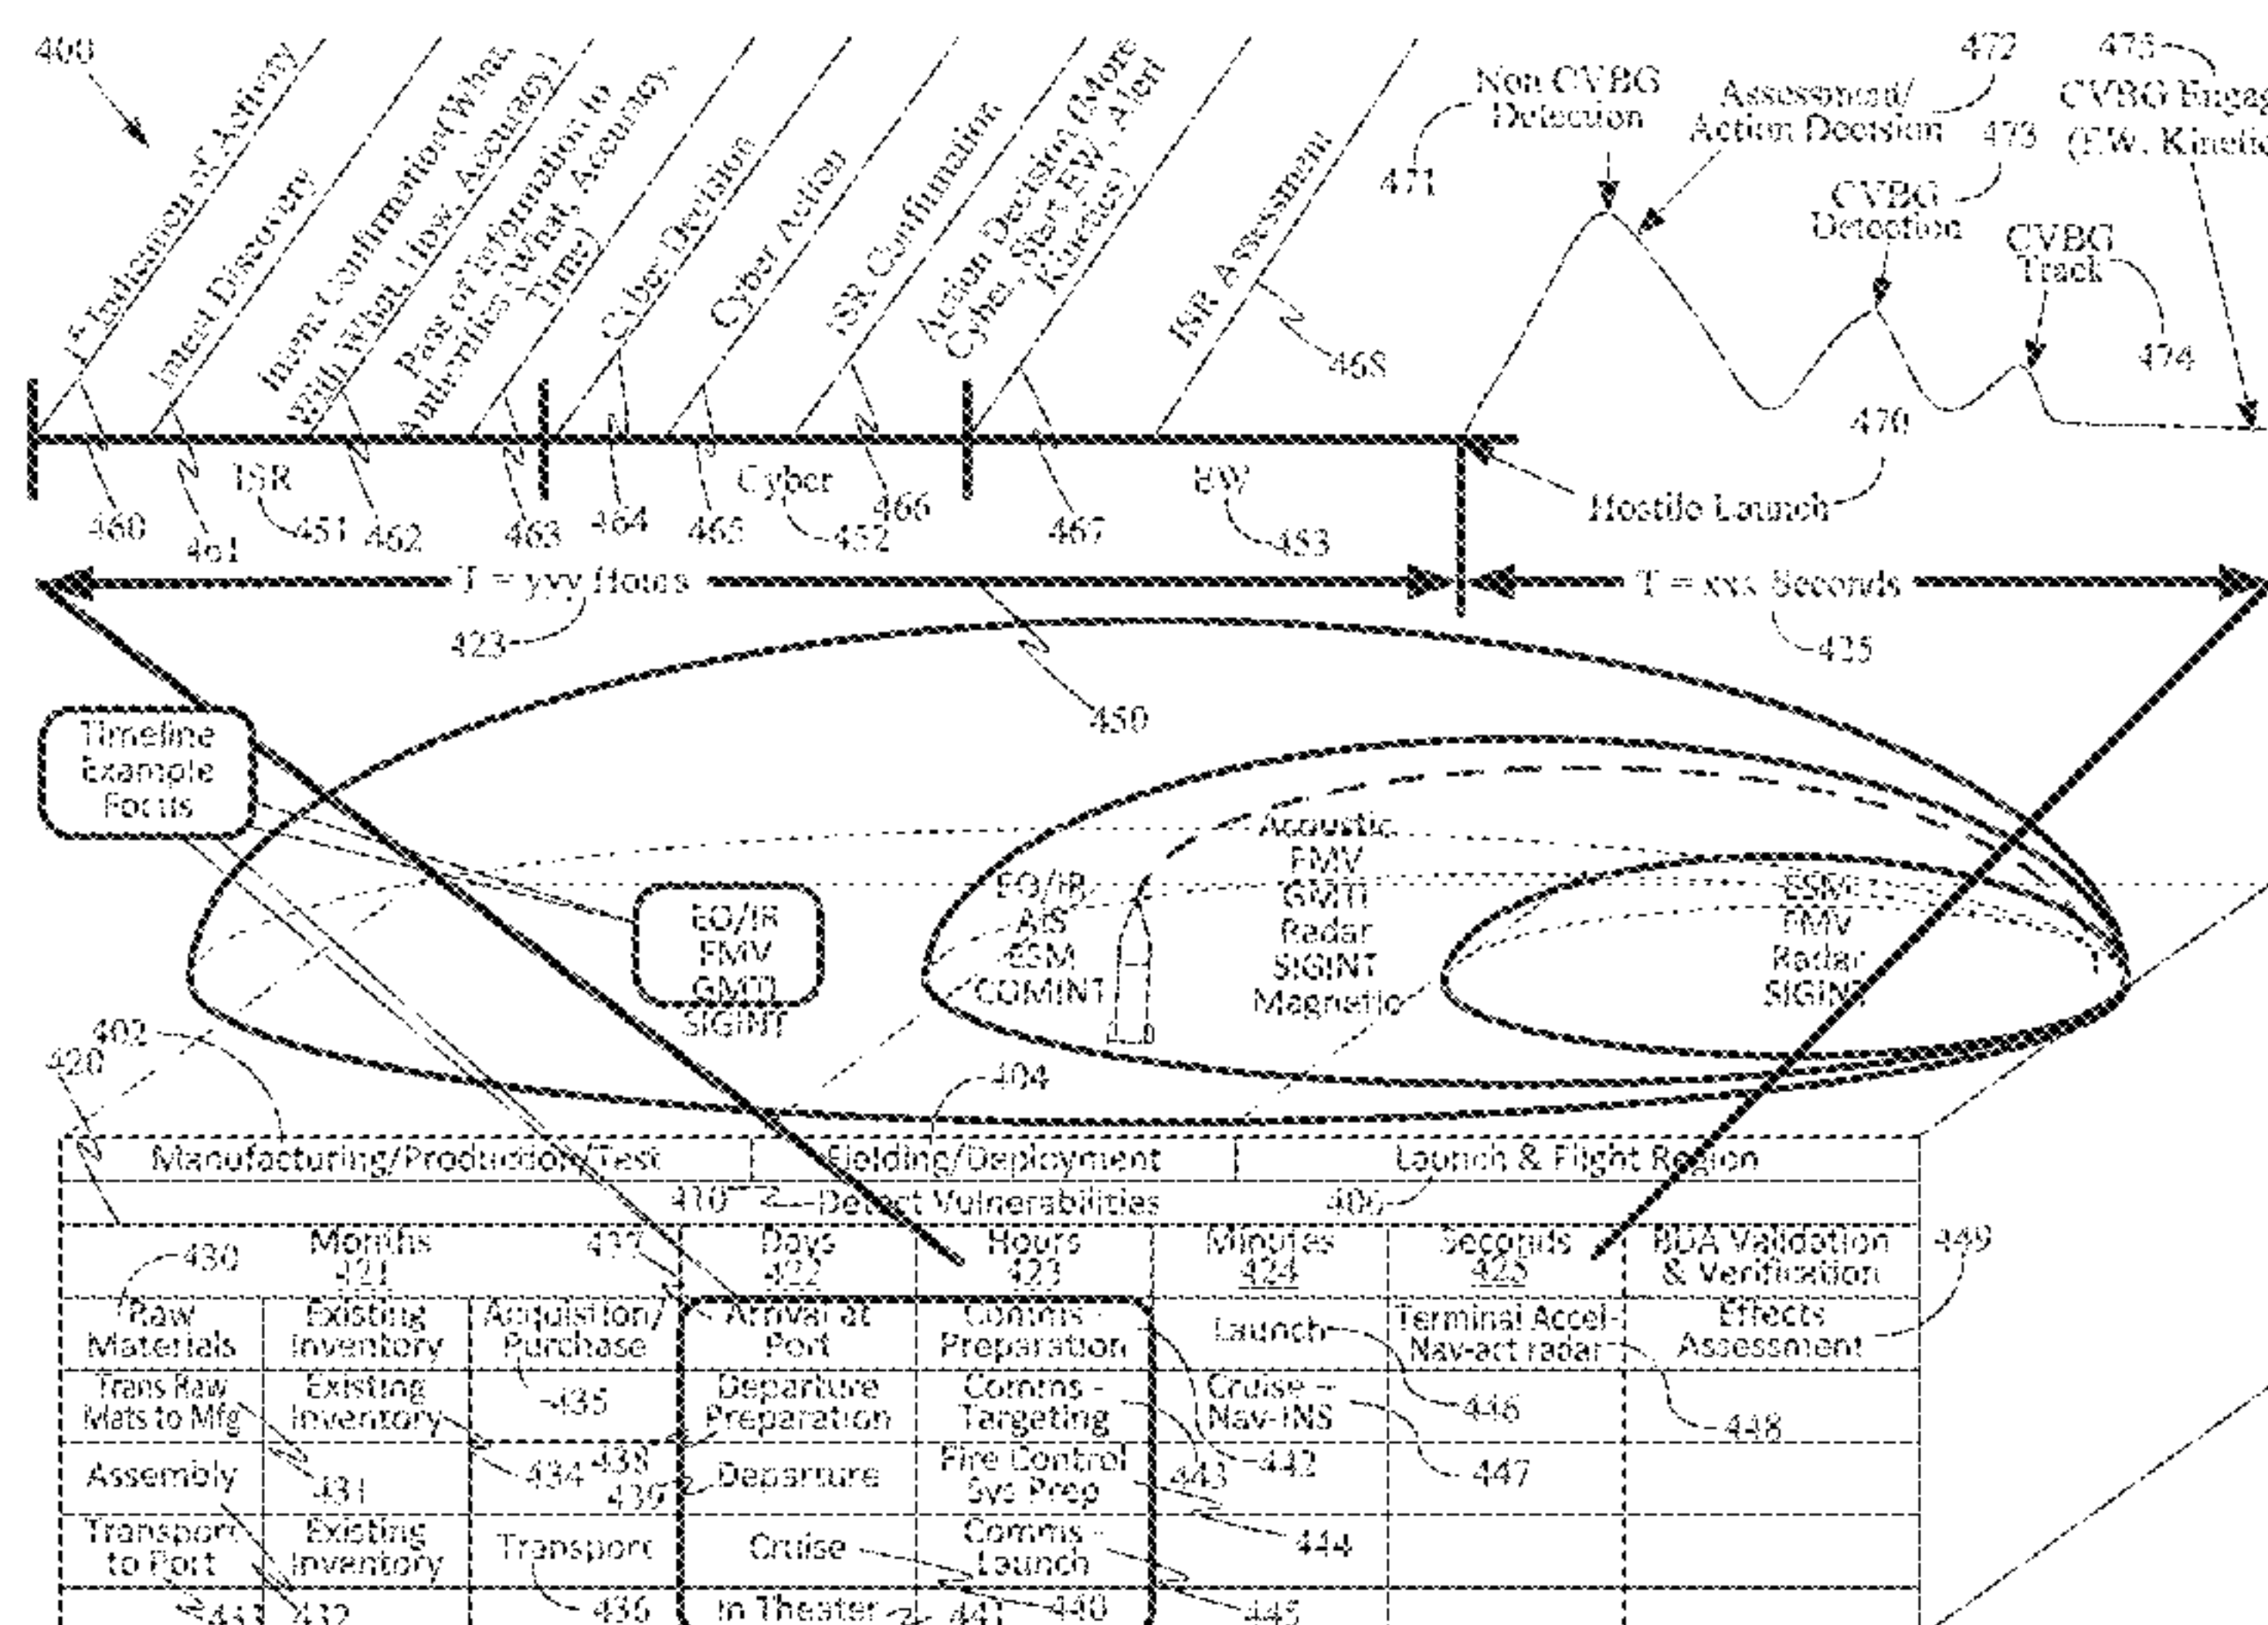 400
1st Indication of Activity
Intent Discovery
Intent Confirmation (What,
With What, How, Accuracy)
Pass of Information to
Authorities (What, Accuracy,
Time)
Cyber Decision
Cyber Action
ISR Confirmation
Action Decision (More
Cyber, Start EW, Alert
Kinetics)
ISR Assessment
468
471
Non CVBG
Detection
472
Assessment/
Action Decision
473
CVBG
Detection
CVBG
Track
474
475
CVBG Engag
(EW, Kinetic
470
Hostile Launch
ISR
451
Cyber
452
EW
453
460
461
462
463
464
465
466
467
T = yyy Hours
423
T = xxx Seconds
425
450
Timeline
Example
Focus
EO/IR
FMV
GMTI
SIGINT
EO/IR
AIS
ESM
COMINT
Acoustic
FMV
GMTI
Radar
SIGINT
Magnetic
ESM
FMV
Radar
SIGINT
402
420
404
Manufacturing/Production/Test
Fielding/Deployment
Launch & Flight Region
410
Detect Vulnerabilities
406
430
Months
421
437
Days
422
Hours
423
Minutes
424
Seconds
425
BDA Validation
& Verification
449
Raw
Materials
Existing
Inventory
Acquisition/
Purchase
Arrival at
Port
Comms -
Preparation
Launch
Terminal Accel-
Nav-act radar
Effects
Assessment
Trans Raw
Mats to Mfg
Existing
Inventory
435
Departure
Preparation
Comms -
Targeting
Cruise –
Nav-INS
446
448
Assembly
431
434
438
439
Departure
Fire Control
Sys Prep
443
442
447
Transport
to Port
Existing
Inventory
Transport
Cruise
Comms -
Launch
444
433
432
436
In Theater
441
440
445